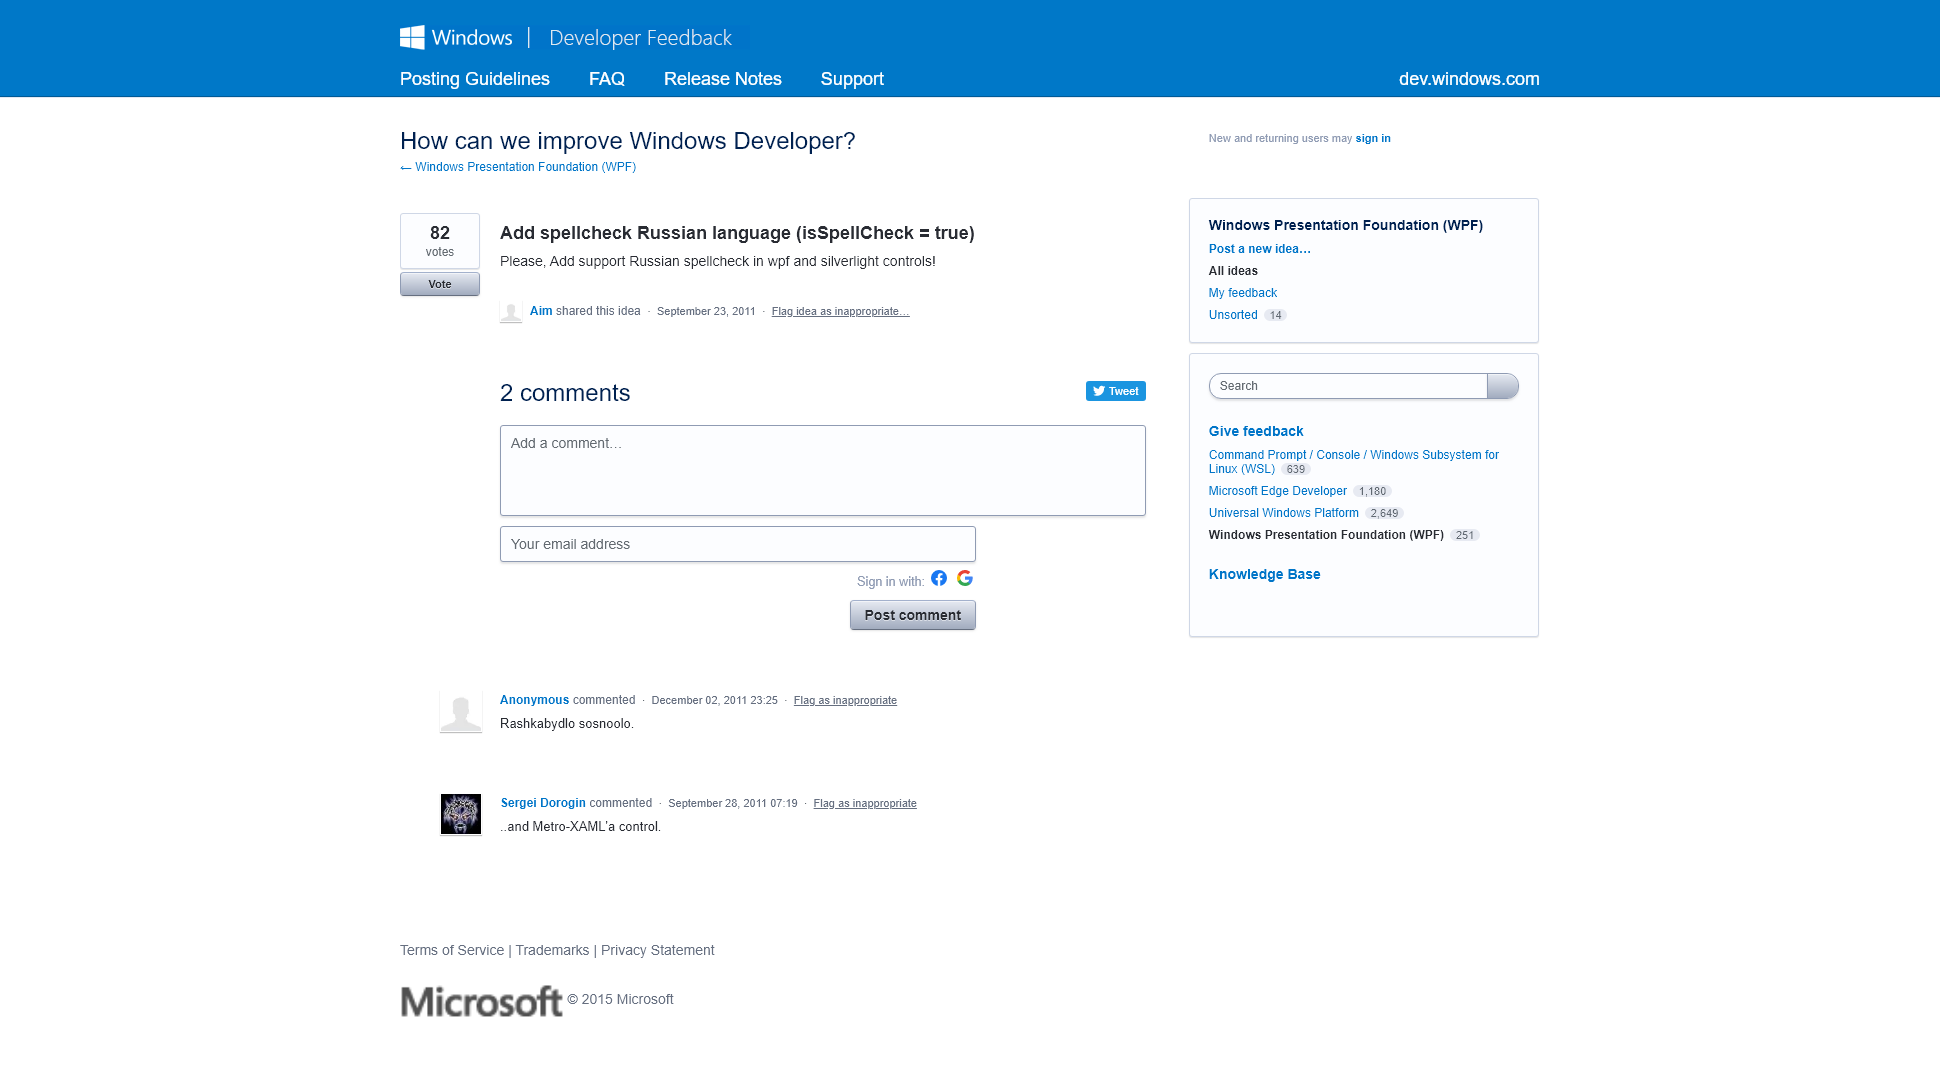 Windows | Developer Feedback
Posting Guidelines FAQ Release Notes Support dev.windows.com
How can we improve Windows Developer?
New and returning users may sign in
← Windows Presentation Foundation (WPF)
82
votes
Vote
Add spellcheck Russian language (isSpellCheck = true)
Please, Add support Russian spellcheck in wpf and silverlight controls!
Aim shared this idea · September 23, 2011 · Flag idea as inappropriate…
2 comments
Tweet
Add a comment…
Your email address
Sign in with:
Post comment
Anonymous commented · December 02, 2011 23:25 · Flag as inappropriate
Rashkabydlo sosnoolo.
Sergei Dorogin commented · September 28, 2011 07:19 · Flag as inappropriate
..and Metro-XAML'a control.
Windows Presentation Foundation (WPF)
Post a new idea…
All ideas
My feedback
Unsorted 14
Search
Give feedback
Command Prompt / Console / Windows Subsystem for
Linux (WSL) 639
Microsoft Edge Developer 1,180
Universal Windows Platform 2,649
Windows Presentation Foundation (WPF) 251
Knowledge Base
Terms of Service | Trademarks | Privacy Statement
Microsoft © 2015 Microsoft